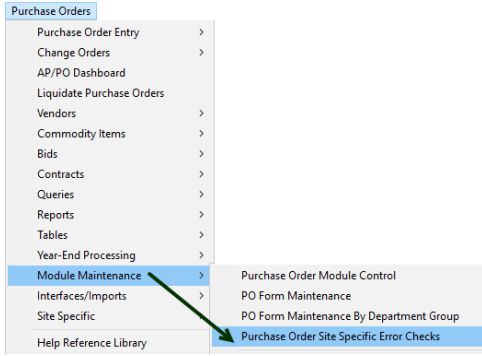 Purchase Orders
Purchase Order Entry
Change Orders
AP/PO Dashboard
Liquidate Purchase Orders
Vendors
Commodity Items
Bids
Contracts
Queries
Reports
Tables
Year-End Processing
Module Maintenance
Interfaces/Imports
Site Specific
Help Reference Library
Purchase Order Module Control
PO Form Maintenance
PO Form Maintenance By Department Group
Purchase Order Site Specific Error Checks